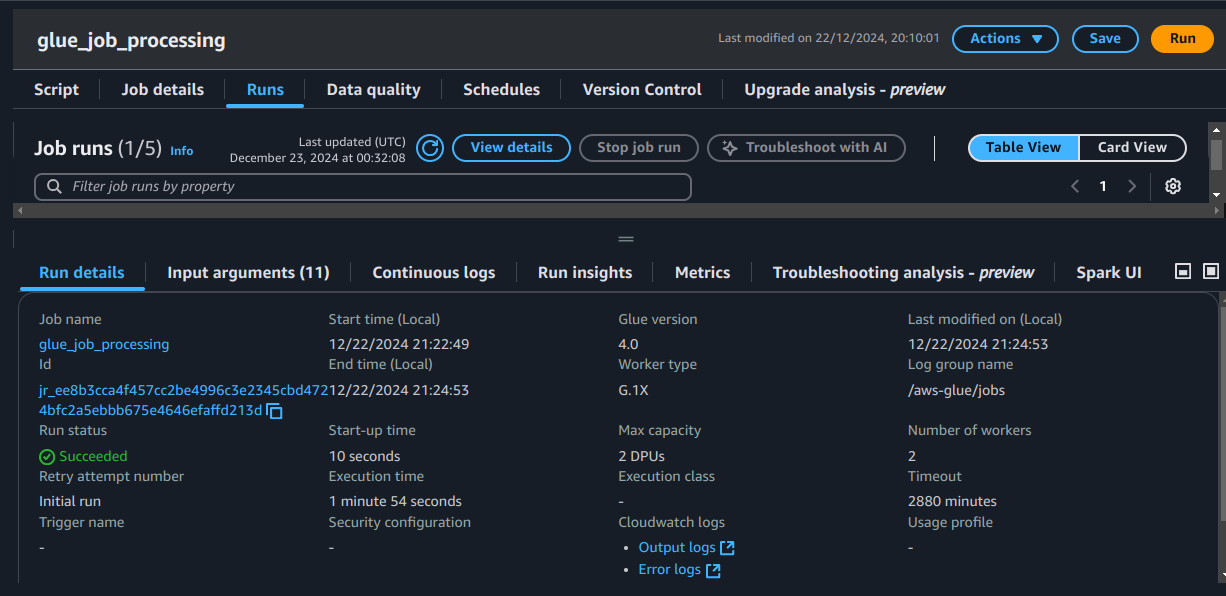 glue_job_processing
Last modified on 22/12/2024, 20:10:01
Actions
Save
Run
Script
Job details
Runs
Data quality
Schedules
Version Control
Upgrade analysis - preview
Job runs (1/5) Info
Last updated (UTC)
December 23, 2024 at 00:32:08
View details
Stop job run
Troubleshoot with AI
Table View
Card View
Filter job runs by property
1
Run details
Input arguments (11)
Continuous logs
Run insights
Metrics
Troubleshooting analysis - preview
Spark UI
Job name
glue_job_processing
Id
jr_ee8b3cca4f457cc2be4996c3e2345cbd472
4bfc2a5ebbb675e4646efaffd213d
Run status
Succeeded
Retry attempt number
Initial run
Trigger name
-
Start time (Local)
12/22/2024 21:22:49
End time (Local)
12/22/2024 21:24:53
Start-up time
10 seconds
Execution time
1 minute 54 seconds
Security configuration
-
Glue version
4.0
Worker type
G.1X
Max capacity
2 DPUs
Execution class
-
Cloudwatch logs
• Output logs
• Error logs
Last modified on (Local)
12/22/2024 21:24:53
Log group name
/aws-glue/jobs
Number of workers
2
Timeout
2880 minutes
Usage profile
-